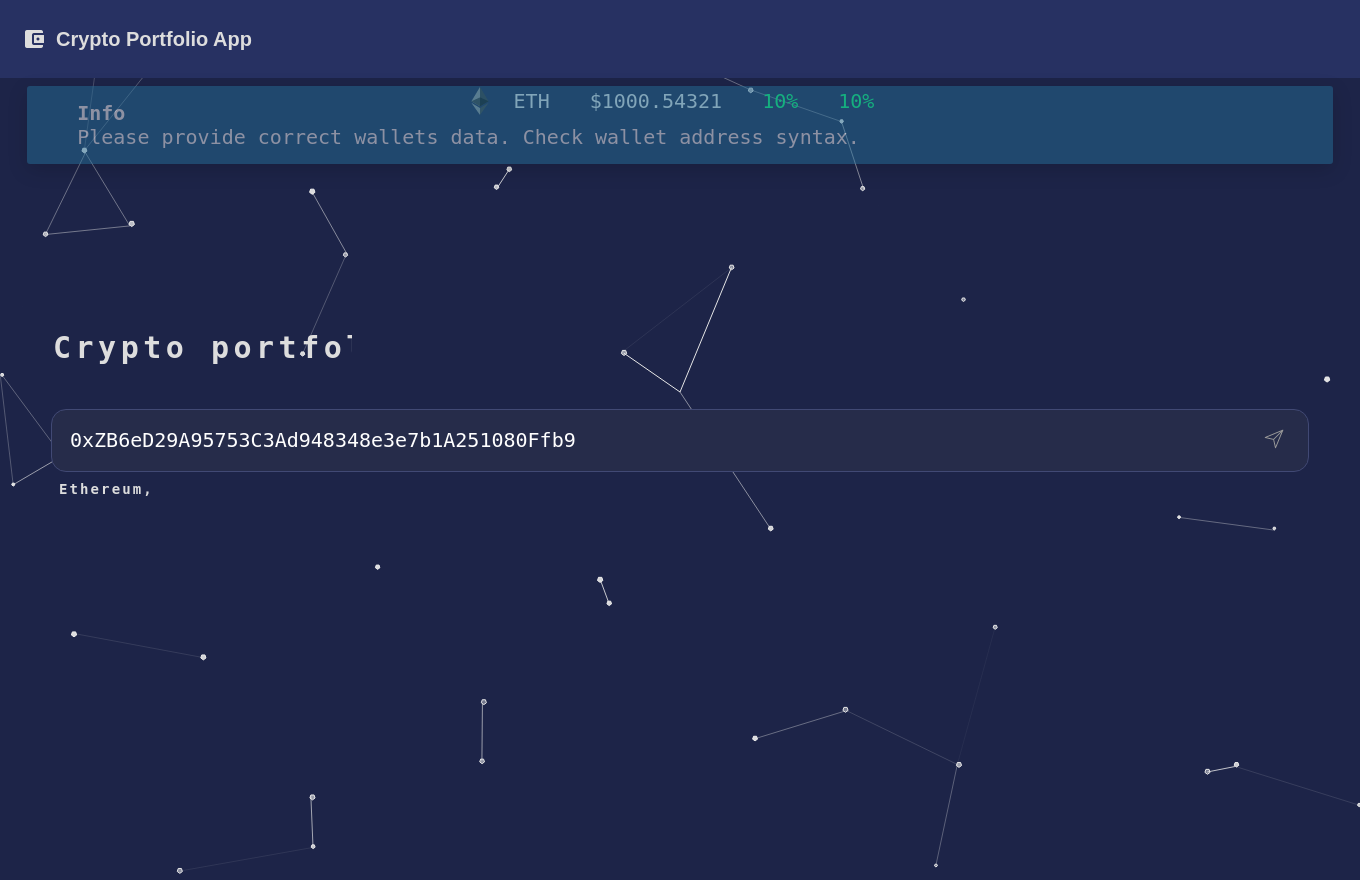 Crypto Portfolio App
ETH $1000.54321 10% 10%
Info
Please provide correct wallets data. Check wallet address syntax.
Crypto portfo
0xZB6eD29A95753C3Ad948348e3e7b1A251080Ffb9
Ethereum,